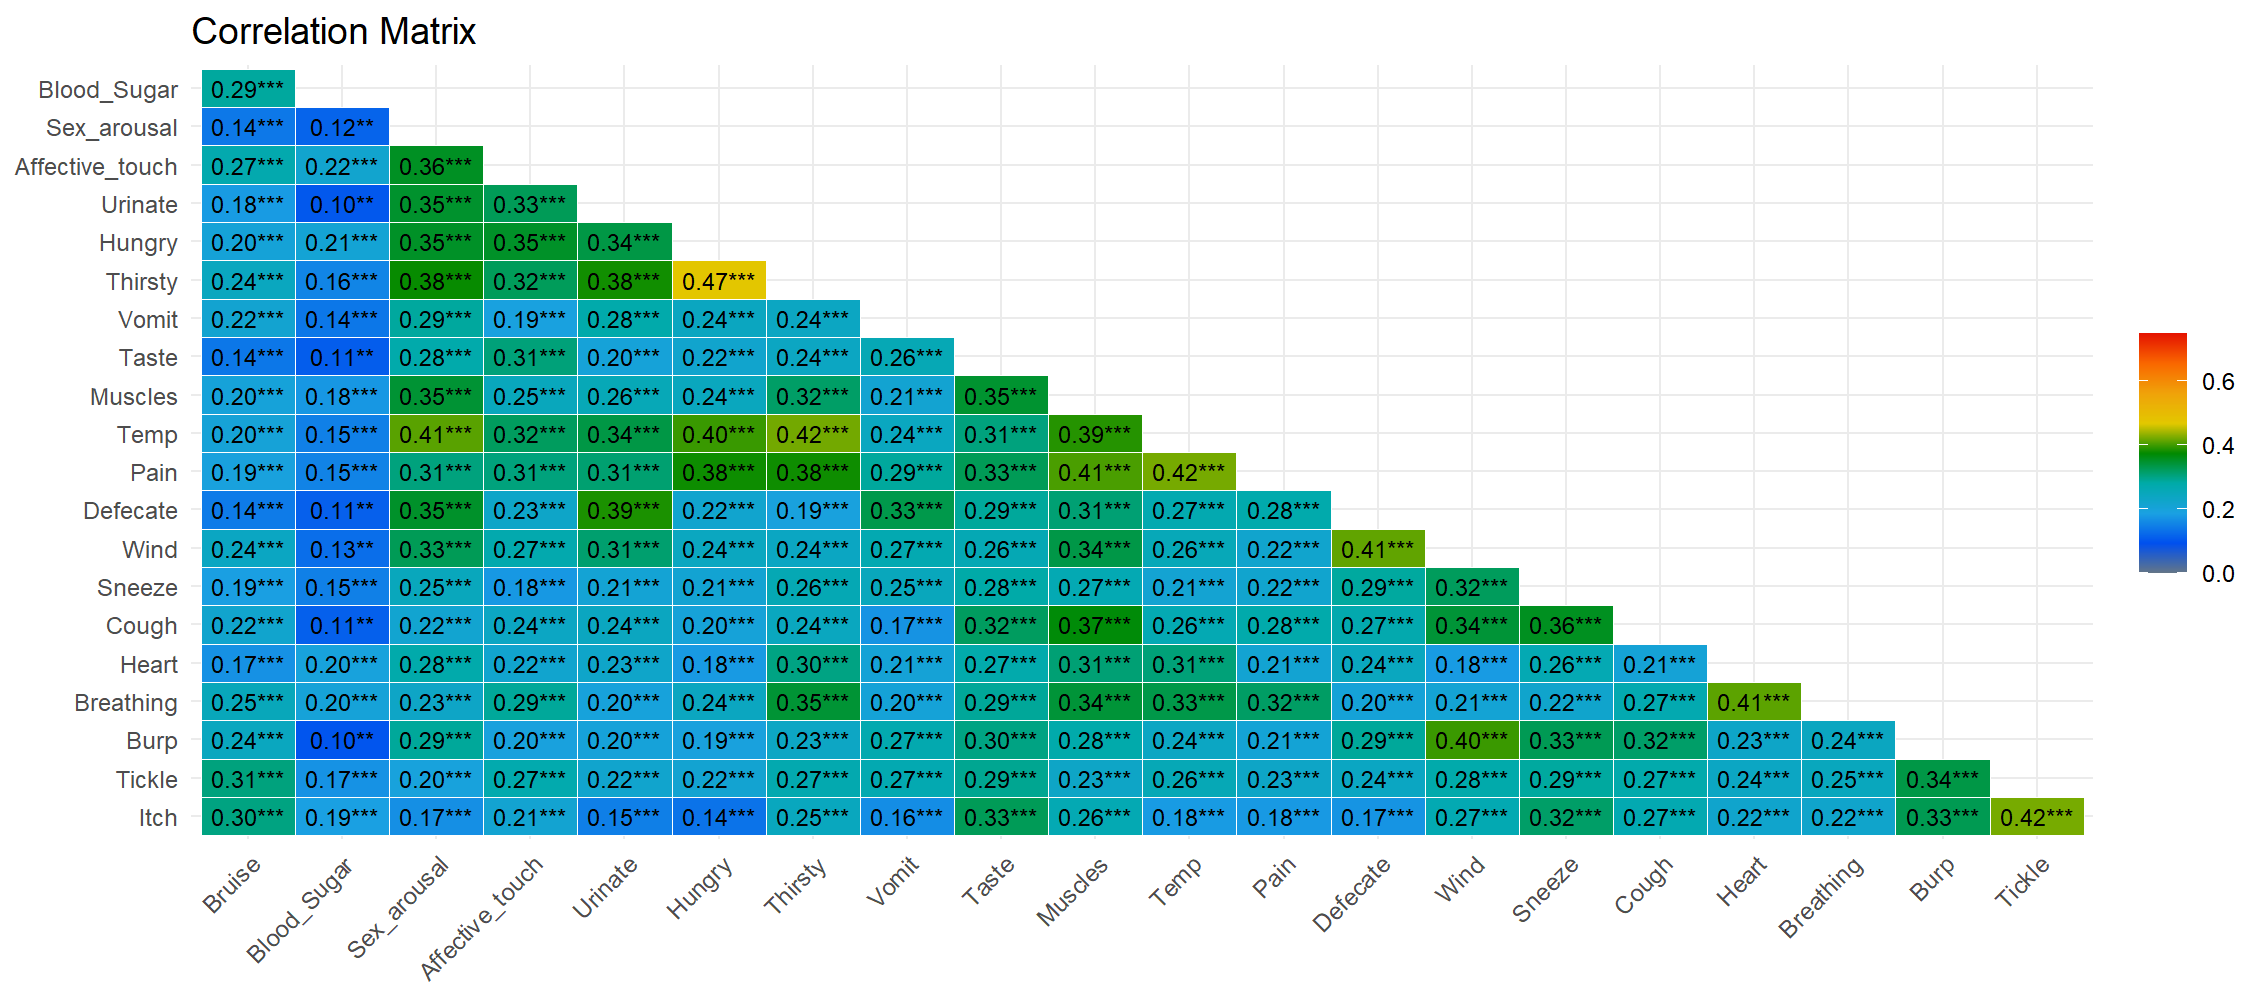 Correlation Matrix
Blood_Sugar 0.29***
Sex_arousal 0.14*** 0.12**
Affective_touch 0.27*** 0.22*** 0.36***
Urinate 0.18*** 0.10** 0.35*** 0.33***
Hungry 0.20*** 0.21*** 0.35*** 0.35*** 0.34***
Thirsty 0.24*** 0.16*** 0.38*** 0.32*** 0.38*** 0.47***
Vomit 0.22*** 0.14*** 0.29*** 0.19*** 0.28*** 0.24*** 0.24***
Taste 0.14*** 0.11** 0.28*** 0.31*** 0.20*** 0.22*** 0.24*** 0.26***
Muscles 0.20*** 0.18*** 0.35*** 0.25*** 0.26*** 0.24*** 0.32*** 0.21*** 0.35***
Temp 0.20*** 0.15*** 0.41*** 0.32*** 0.34*** 0.40*** 0.42*** 0.24*** 0.31*** 0.39***
Pain 0.19*** 0.15*** 0.31*** 0.31*** 0.31*** 0.38*** 0.38*** 0.29*** 0.33*** 0.41*** 0.42***
Defecate 0.14*** 0.11** 0.35*** 0.23*** 0.39*** 0.22*** 0.19*** 0.33*** 0.29*** 0.31*** 0.27*** 0.28***
Wind 0.24*** 0.13** 0.33*** 0.27*** 0.31*** 0.24*** 0.24*** 0.27*** 0.26*** 0.34*** 0.26*** 0.22*** 0.41***
Sneeze 0.19*** 0.15*** 0.25*** 0.18*** 0.21*** 0.21*** 0.26*** 0.25*** 0.28*** 0.27*** 0.21*** 0.22*** 0.29*** 0.32***
Cough 0.22*** 0.11** 0.22*** 0.24*** 0.24*** 0.20*** 0.24*** 0.17*** 0.32*** 0.37*** 0.26*** 0.28*** 0.27*** 0.34*** 0.36***
Heart 0.17*** 0.20*** 0.28*** 0.22*** 0.23*** 0.18*** 0.30*** 0.21*** 0.27*** 0.31*** 0.31*** 0.21*** 0.24*** 0.18*** 0.26*** 0.21***
Breathing 0.25*** 0.20*** 0.23*** 0.29*** 0.20*** 0.24*** 0.35*** 0.20*** 0.29*** 0.34*** 0.33*** 0.32*** 0.20*** 0.21*** 0.22*** 0.27*** 0.41***
Burp 0.24*** 0.10** 0.29*** 0.20*** 0.20*** 0.19*** 0.23*** 0.27*** 0.30*** 0.28*** 0.24*** 0.21*** 0.29*** 0.40*** 0.33*** 0.32*** 0.23*** 0.24***
Tickle 0.31*** 0.17*** 0.20*** 0.27*** 0.22*** 0.22*** 0.27*** 0.27*** 0.29*** 0.23*** 0.26*** 0.23*** 0.24*** 0.28*** 0.29*** 0.27*** 0.24*** 0.25*** 0.34***
Itch 0.30*** 0.19*** 0.17*** 0.21*** 0.15*** 0.14*** 0.25*** 0.16*** 0.33*** 0.26*** 0.18*** 0.18*** 0.17*** 0.27*** 0.32*** 0.27*** 0.22*** 0.22*** 0.33*** 0.42***
Bruise Blood_Sugar Sex_arousal Affective_touch Urinate Hungry Thirsty Vomit Taste Muscles Temp Pain Defecate Wind Sneeze Cough Heart Breathing Burp Tickle
0.6
0.4
0.2
0.0